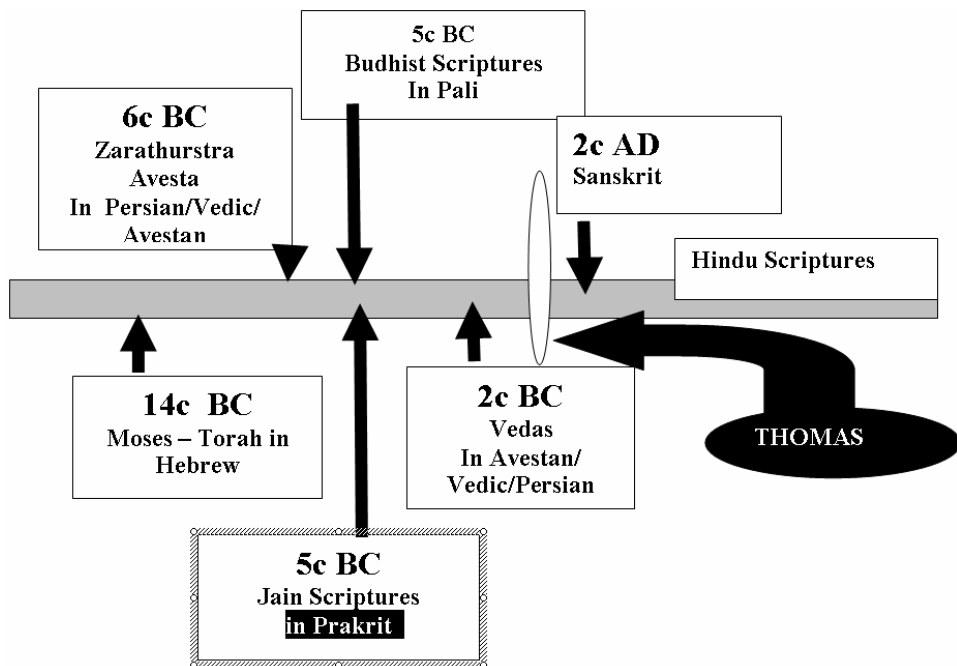 5c BC
Budhist Scriptures
In Pali
6c BC
Zarathurstra
Avesta
In Persian/Vedic/
Avestan
2c AD
Sanskrit
Hindu Scriptures
14c BC
Moses – Torah in
Hebrew
2c BC
Vedas
In Avestan/
Vedic/Persian
THOMAS
5c BC
Jain Scriptures
in Prakrit